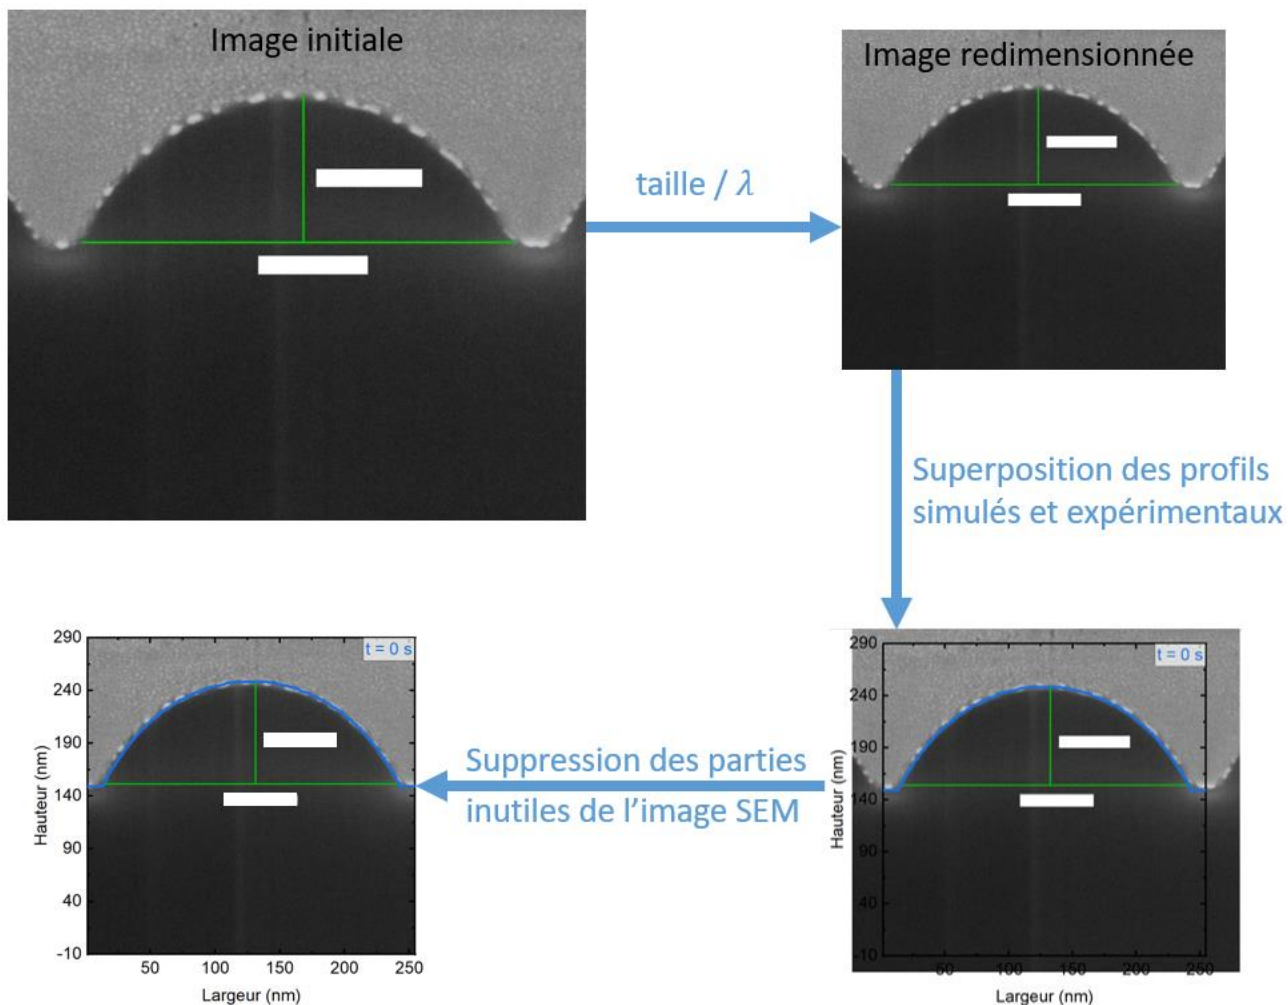 Image initiale
Image redimensionnée
taille / λ
Superposition des profils
simulés et expérimentaux
290
240
190
140
90
40
-10
Hauteur (nm)
t = 0 s
50
100
150
200
250
Largeur (nm)
Suppression des parties
inutiles de l’image SEM
290
240
190
140
90
40
-10
Hauteur (nm)
t = 0 s
50
100
150
200
250
Largeur (nm)